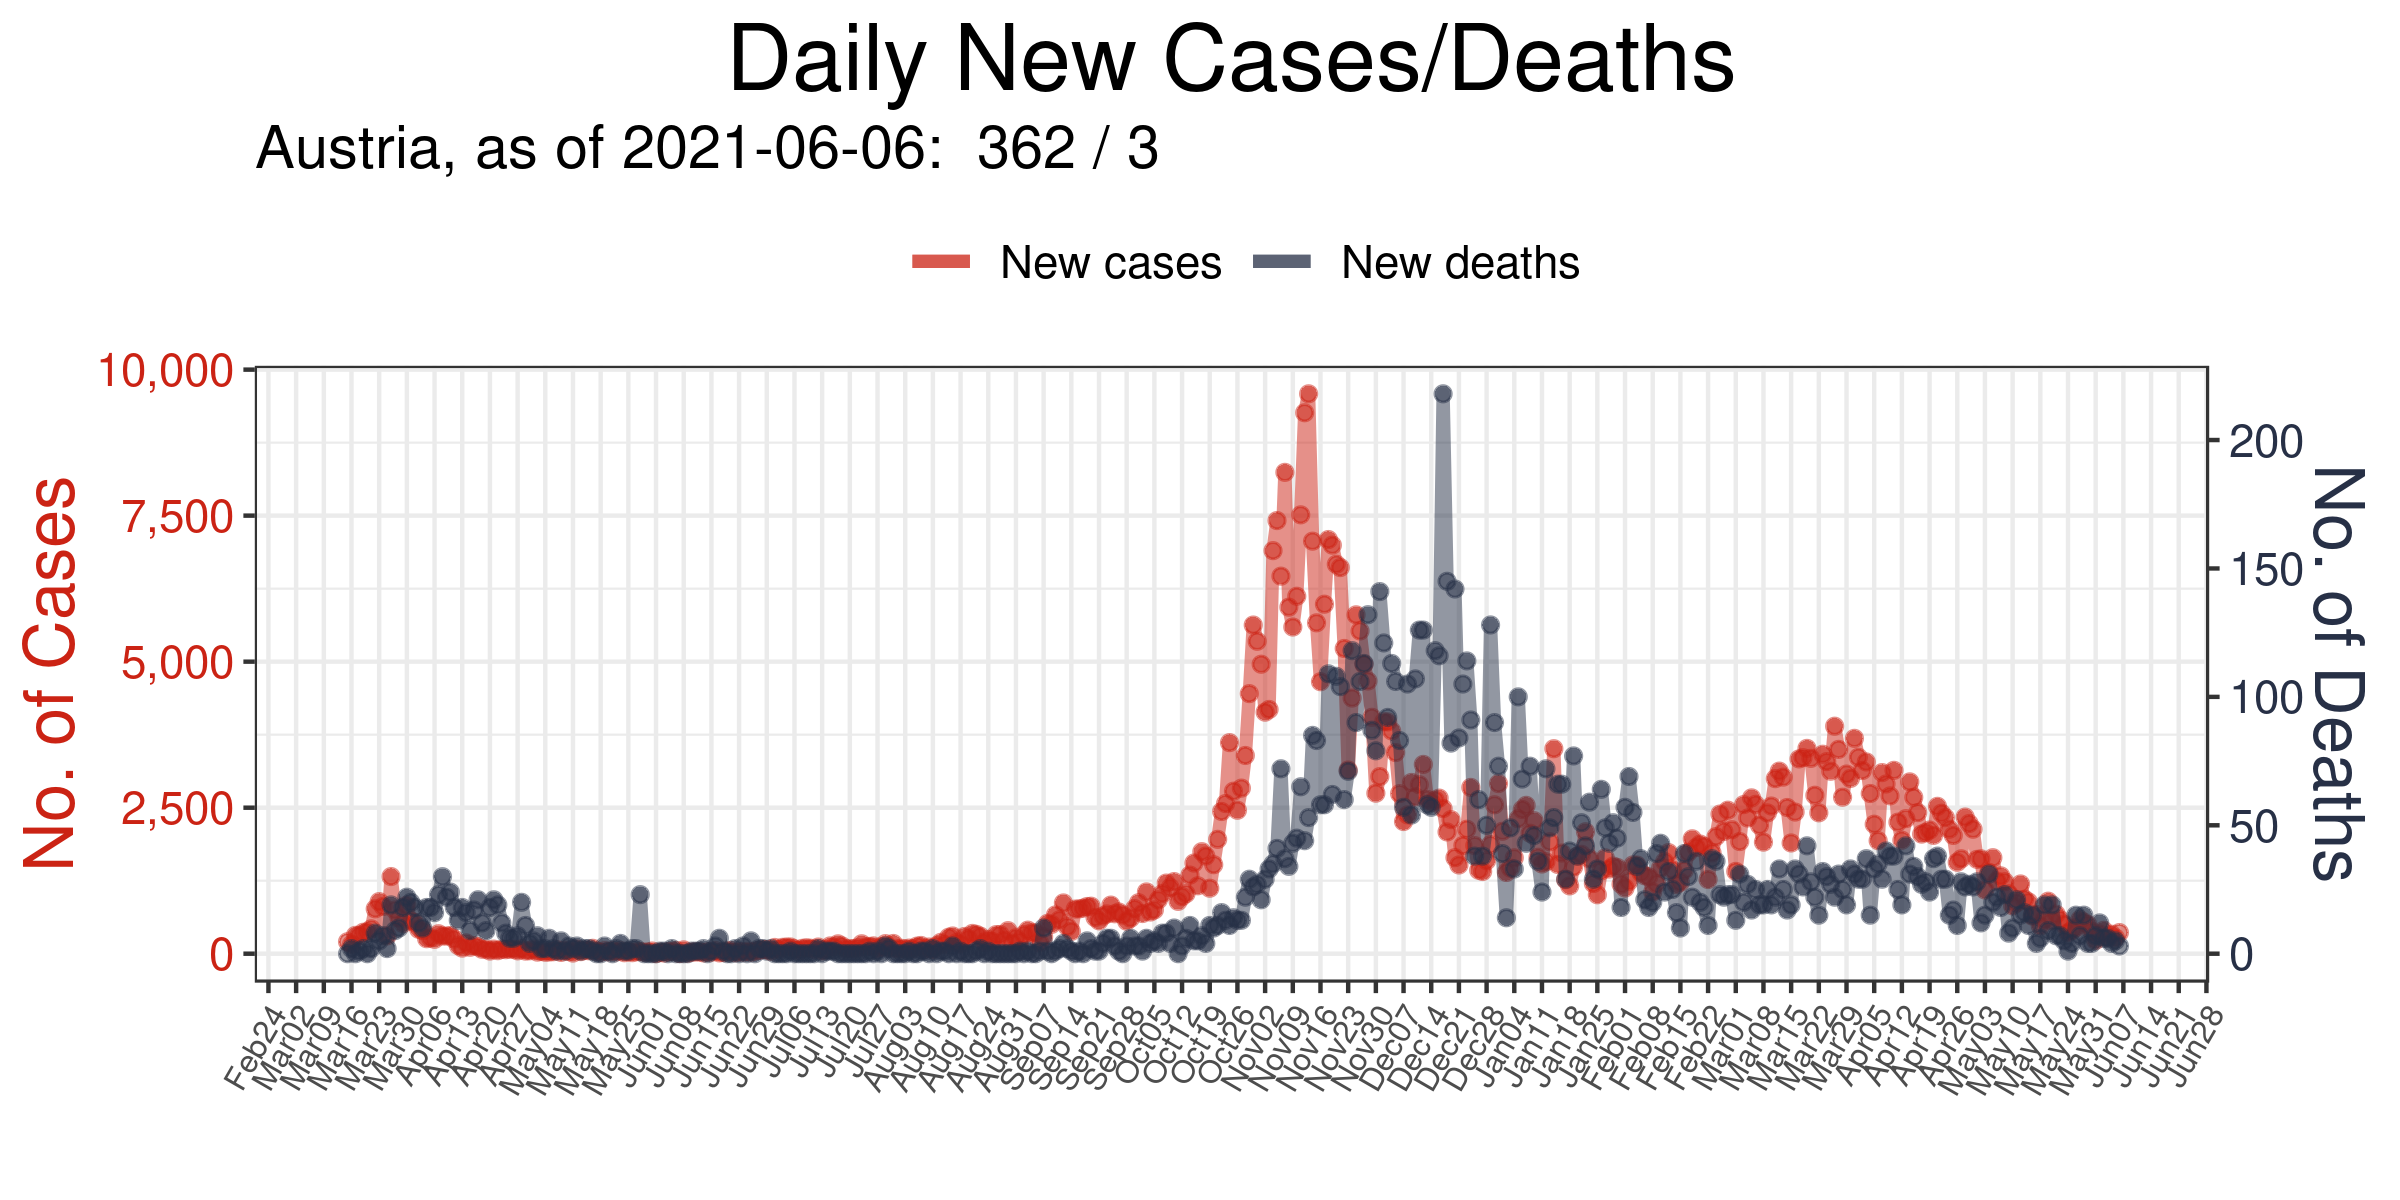 Daily New Cases/Deaths
Austria, as of 2021-06-06:  362 / 3
New cases
New deaths
No. of Cases
10,000
7,500
5,000
2,500
0
200
150
100
50
0
No. of Deaths
Feb24
Mar02
Mar09
Mar16
Mar23
Mar30
Apr06
Apr13
Apr20
Apr27
May04
May11
May18
May25
Jun01
Jun08
Jun15
Jun22
Jun29
Jul06
Jul13
Jul20
Jul27
Aug03
Aug10
Aug17
Aug24
Aug31
Sep07
Sep14
Sep21
Sep28
Oct05
Oct12
Oct19
Oct26
Nov02
Nov09
Nov16
Nov23
Nov30
Dec07
Dec14
Dec21
Dec28
Jan04
Jan11
Jan18
Jan25
Feb01
Feb08
Feb15
Feb22
Mar01
Mar08
Mar15
Mar22
Mar29
Apr05
Apr12
Apr19
Apr26
May03
May10
May17
May24
May31
Jun07
Jun14
Jun21
Jun28